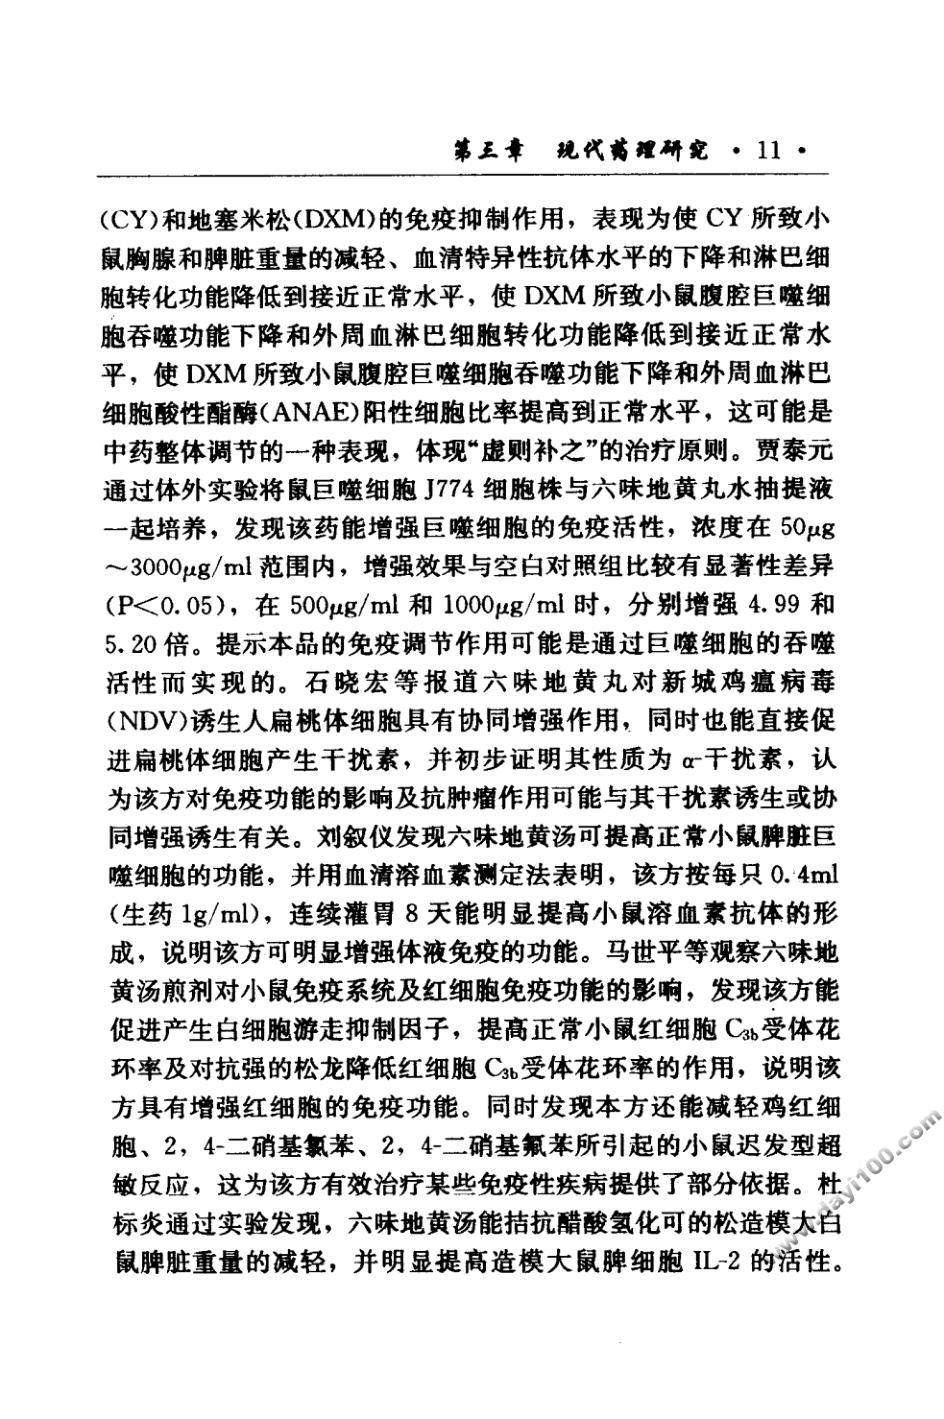 第三章 现代药理研究 · 11 ·
(CY)和地塞米松(DXM)的免疫抑制作用，表现为使 CY 所致小
鼠胸腺和脾脏重量的减轻、血清特异性抗体水平的下降和淋巴细
胞转化功能降低到接近正常水平，使 DXM 所致小鼠腹腔巨噬细
胞吞噬功能下降和外周血淋巴细胞转化功能降低到接近正常水
平，使 DXM 所致小鼠腹腔巨噬细胞吞噬功能下降和外周血淋巴
细胞酸性酯酶(ANAE)阳性细胞比率提高到正常水平，这可能是
中药整体调节的一种表现，体现“虚则补之”的治疗原则。贾泰元
通过体外实验将鼠巨噬细胞 J774 细胞株与六味地黄丸水抽提液
一起培养，发现该药能增强巨噬细胞的免疫活性，浓度在 50μg
～3000μg/ml 范围内，增强效果与空白对照组比较有显著性差异
(P＜0.05)，在 500μg/ml 和 1000μg/ml 时，分别增强 4.99 和
5.20 倍。提示本品的免疫调节作用可能是通过巨噬细胞的吞噬
活性而实现的。石晓宏等报道六味地黄丸对新城鸡瘟病毒
(NDV)诱生人扁桃体细胞具有协同增强作用，同时也能直接促
进扁桃体细胞产生干扰素，并初步证明其性质为 α-干扰素，认
为该方对免疫功能的影响及抗肿瘤作用可能与其干扰素诱生或协
同增强诱生有关。刘叙仪发现六味地黄汤可提高正常小鼠脾脏巨
噬细胞的功能，并用血清溶血素测定法表明，该方按每只 0.4ml
(生药 1g/ml)，连续灌胃 8 天能明显提高小鼠溶血素抗体的形
成，说明该方可明显增强体液免疫的功能。马世平等观察六味地
黄汤煎剂对小鼠免疫系统及红细胞免疫功能的影响，发现该方能
促进产生白细胞游走抑制因子，提高正常小鼠红细胞 C3b受体花
环率及对抗强的松龙降低红细胞 C3b受体花环率的作用，说明该
方具有增强红细胞的免疫功能。同时发现本方还能减轻鸡红细
胞、2，4-二硝基氯苯、2，4-二硝基氟苯所引起的小鼠迟发型超
敏反应，这为该方有效治疗某些免疫性疾病提供了部分依据。杜
标炎通过实验发现，六味地黄汤能拮抗醋酸氢化可的松造模大白
鼠脾脏重量的减轻，并明显提高造模大鼠脾细胞 IL-2 的活性。
www.dayi100.com